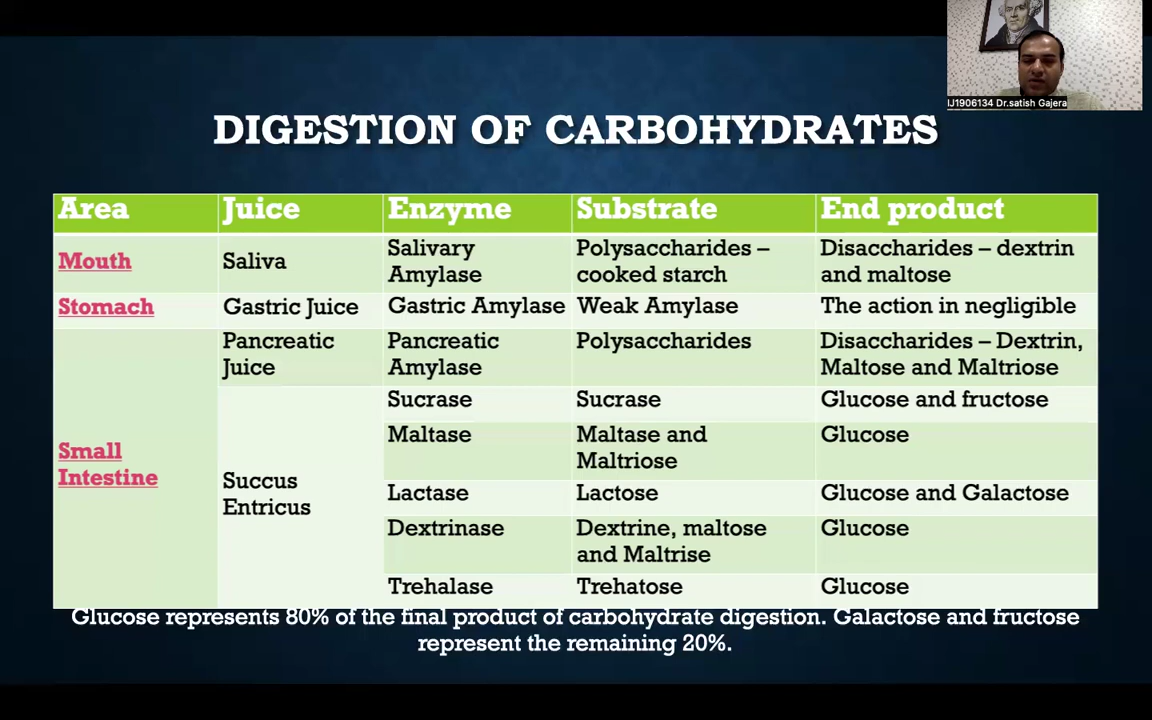 IJ1906134 Dr.satish Gajera
DIGESTION OF CARBOHYDRATES
Area Juice Enzyme Substrate End product
Mouth Saliva Salivary Amylase Polysaccharides – cooked starch Disaccharides – dextrin and maltose
Stomach Gastric Juice Gastric Amylase Weak Amylase The action in negligible
Small Intestine Pancreatic Juice Pancreatic Amylase Polysaccharides Disaccharides – Dextrin, Maltose and Maltriose
Succus Entricus Sucrase Sucrase Glucose and fructose
Maltase Maltase and Maltriose Glucose
Lactase Lactose Glucose and Galactose
Dextrinase Dextrine, maltose and Maltrise Glucose
Trehalase Trehatose Glucose
Glucose represents 80% of the final product of carbohydrate digestion. Galactose and fructose
represent the remaining 20%.